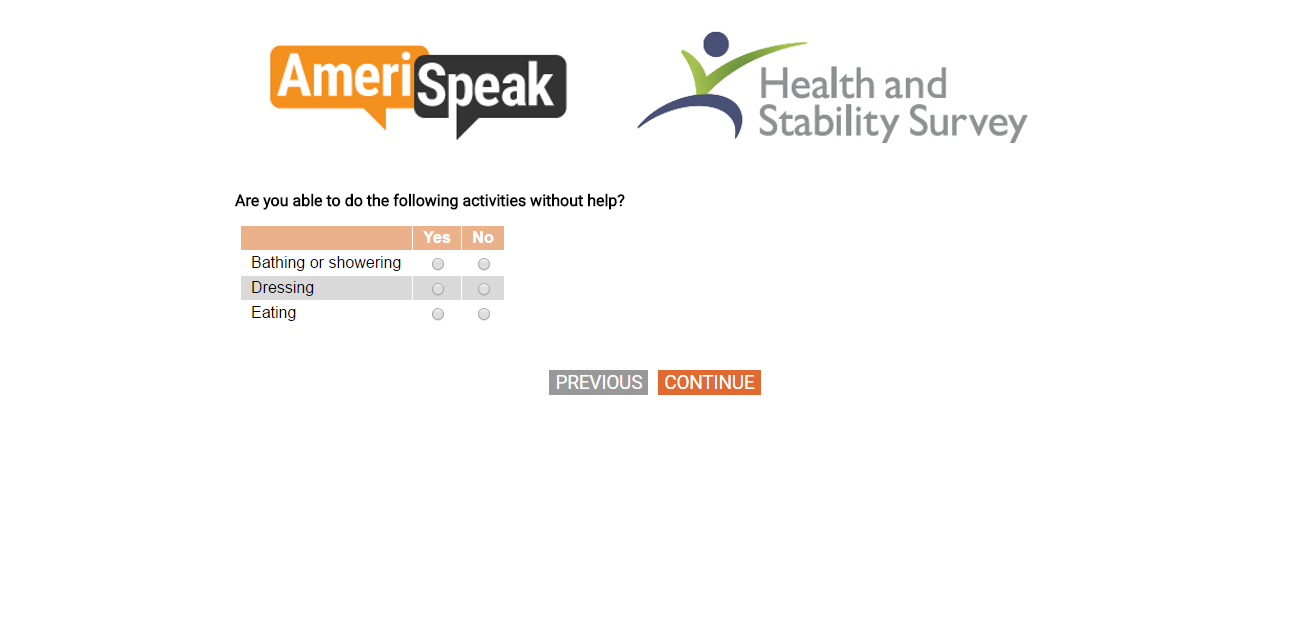 AmeriSpeak
Health and
Stability Survey
Are you able to do the following activities without help?
Yes No
Bathing or showering
Dressing
Eating
PREVIOUS CONTINUE